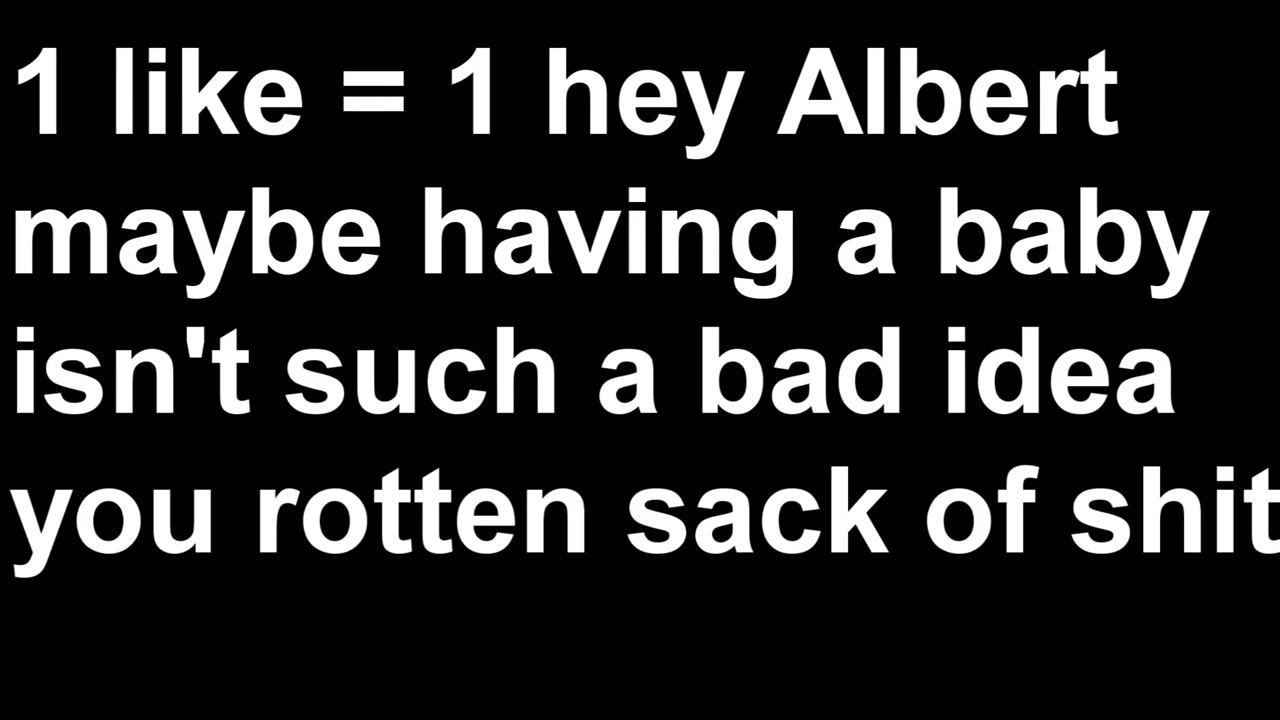 1 like = 1 hey Albert
maybe having a baby
isn't such a bad idea
you rotten sack of shit